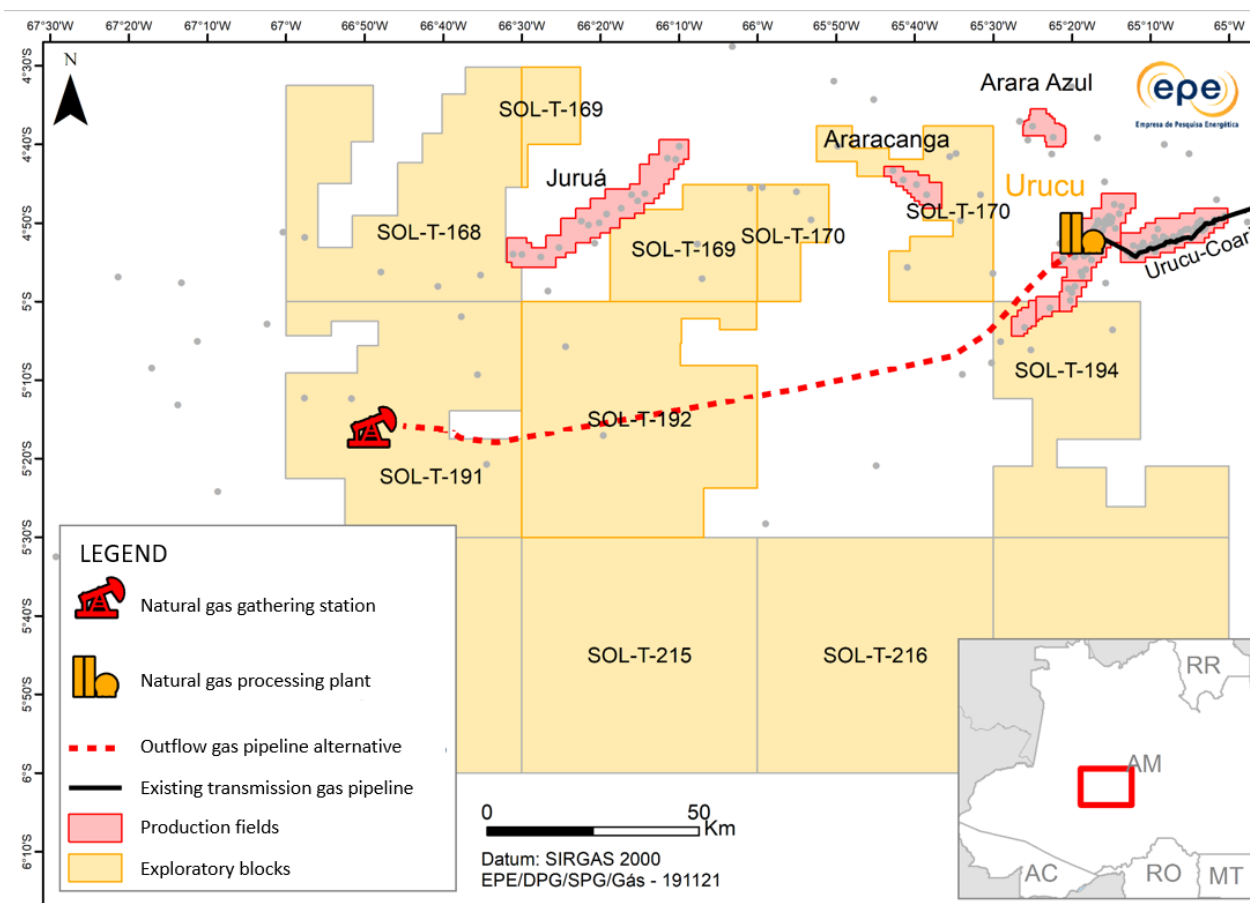 67°30'W 67°20'W 67°10'W 67°W 66°50'W 66°40'W 66°30'W 66°20'W 66°10'W 66°W 65°50'W 65°40'W 65°30'W 65°20'W 65°10'W 65°W
N
4°30'S
4°40'S
4°50'S
5°S
5°10'S
5°20'S
5°30'S
5°40'S
5°50'S
6°S
6°10'S
epe
Empresa de Pesquisa Energética
Arara Azul
SOL-T-169
Araracanga
Juruá
Urucu
SOL-T-170
SOL-T-168
SOL-T-169
SOL-T-170
Urucu-Coari
SOL-T-194
SOL-T-192
SOL-T-191
SOL-T-215
SOL-T-216
LEGEND
Natural gas gathering station
Natural gas processing plant
Outflow gas pipeline alternative
Existing transmission gas pipeline
Production fields
Exploratory blocks
0 50
Km
Datum: SIRGAS 2000
EPE/DPG/SPG/Gás - 191121
RR
AM
AC
RO
MT